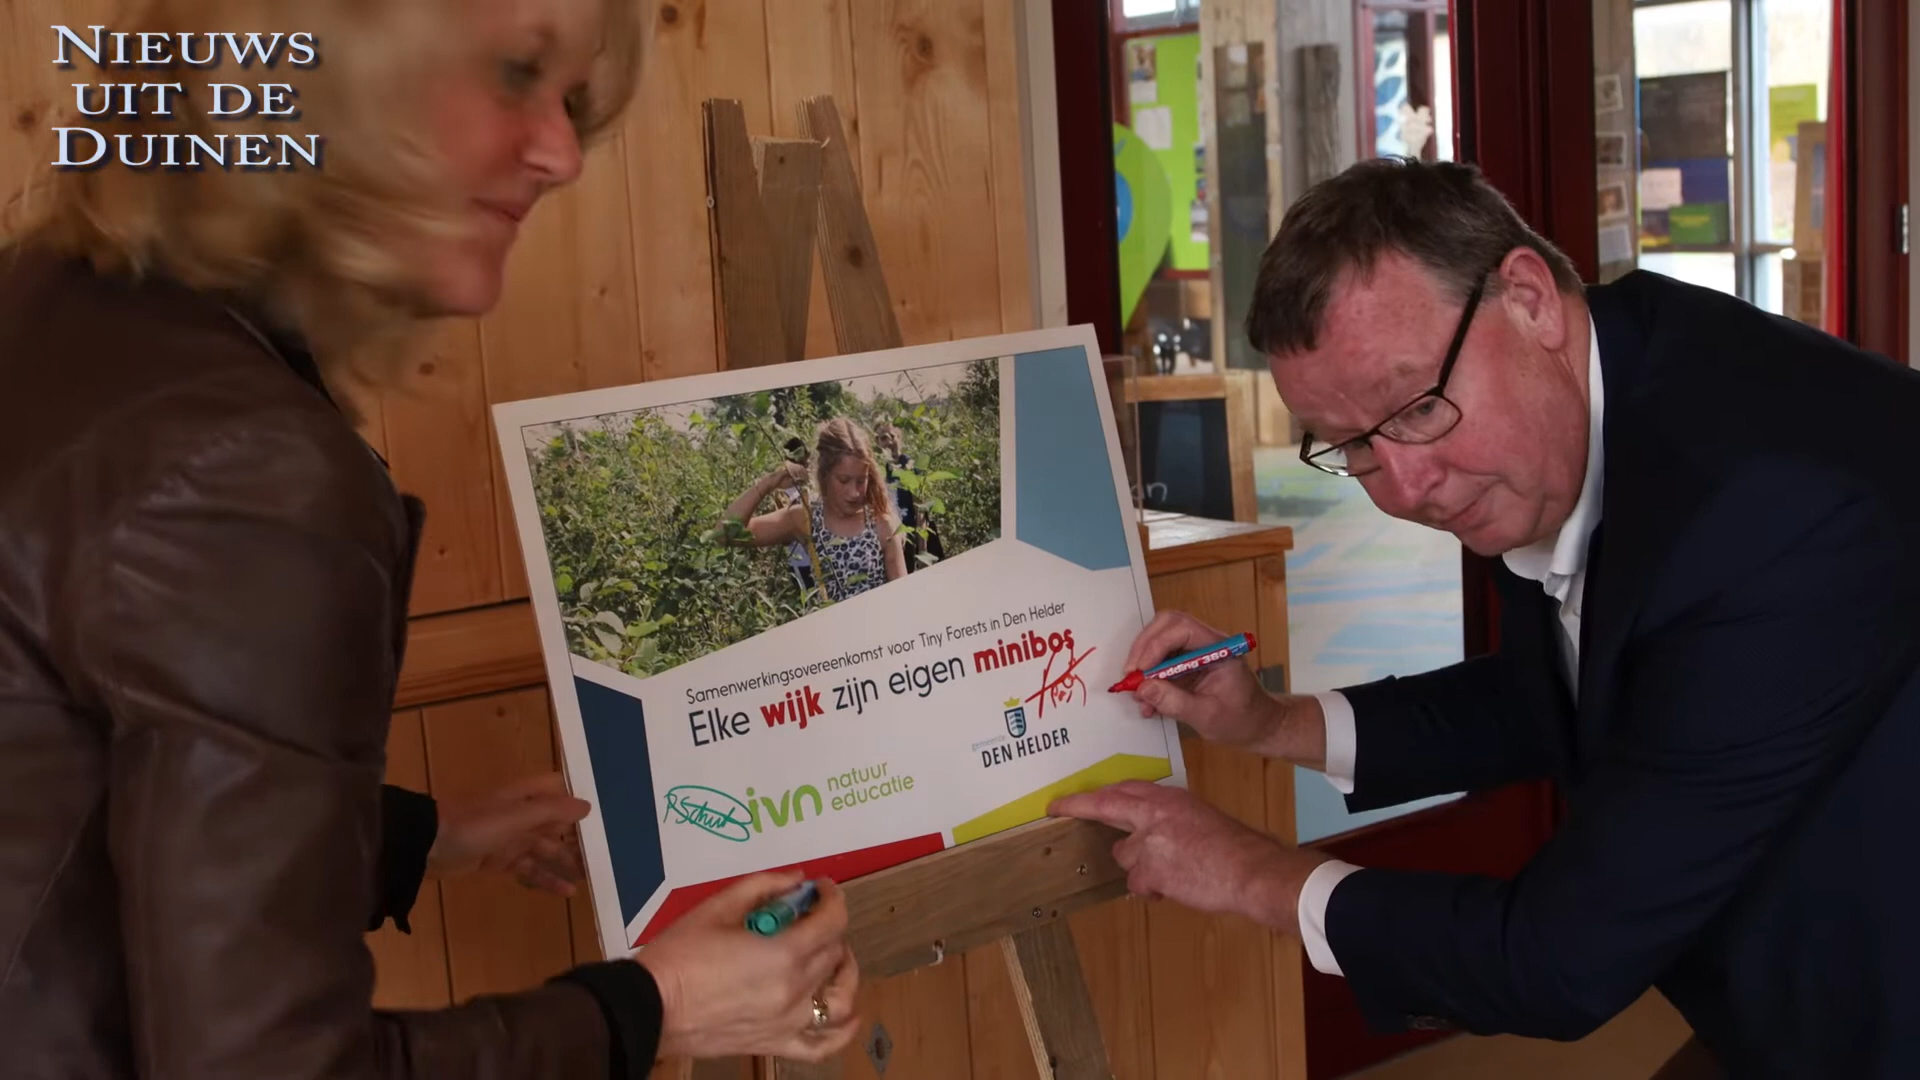 Nieuws
uit de
Duinen
Samenwerkingsovereenkomst voor Tiny Forests in Den Helder
Elke wijk zijn eigen minibos
gemeente
DEN HELDER
ivn natuur
educatie
edding 380